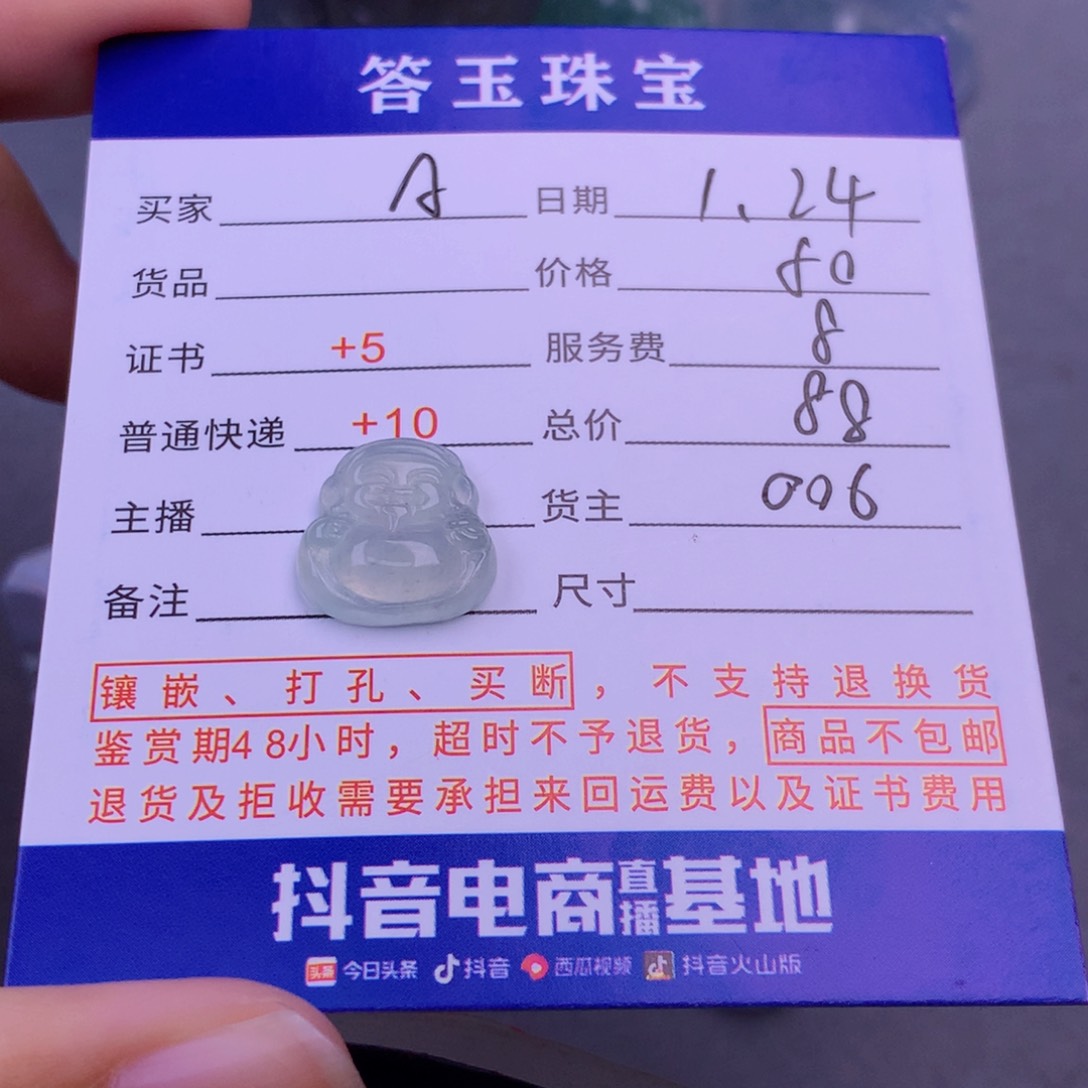 答玉珠宝
买家 A 日期 1.24
货品 价格 80
证书 +5 服务费 8
普通快递 +10 总价 88
主播 货主 006
备注 尺寸
镶嵌、打孔、买断，不支持退换货
鉴赏期48小时，超时不予退货，商品不包邮
退货及拒收需要承担来回运费以及证书费用
抖音电商直播基地
头条 今日头条 抖音 西瓜视频 抖音火山版